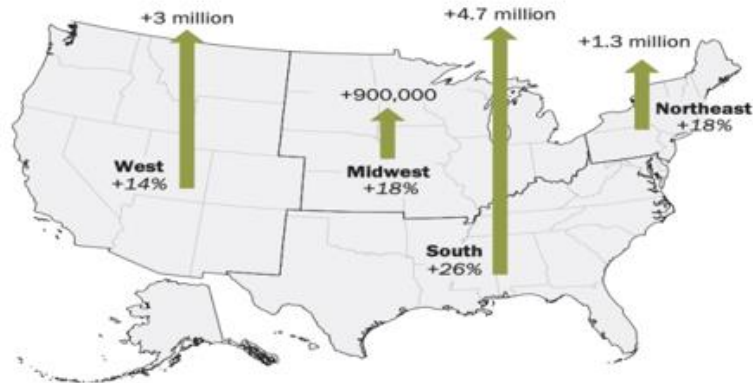 +3 million
+4.7 million
+1.3 million
+900,000
Northeast
+18%
West
+14%
Midwest
+18%
South
+26%